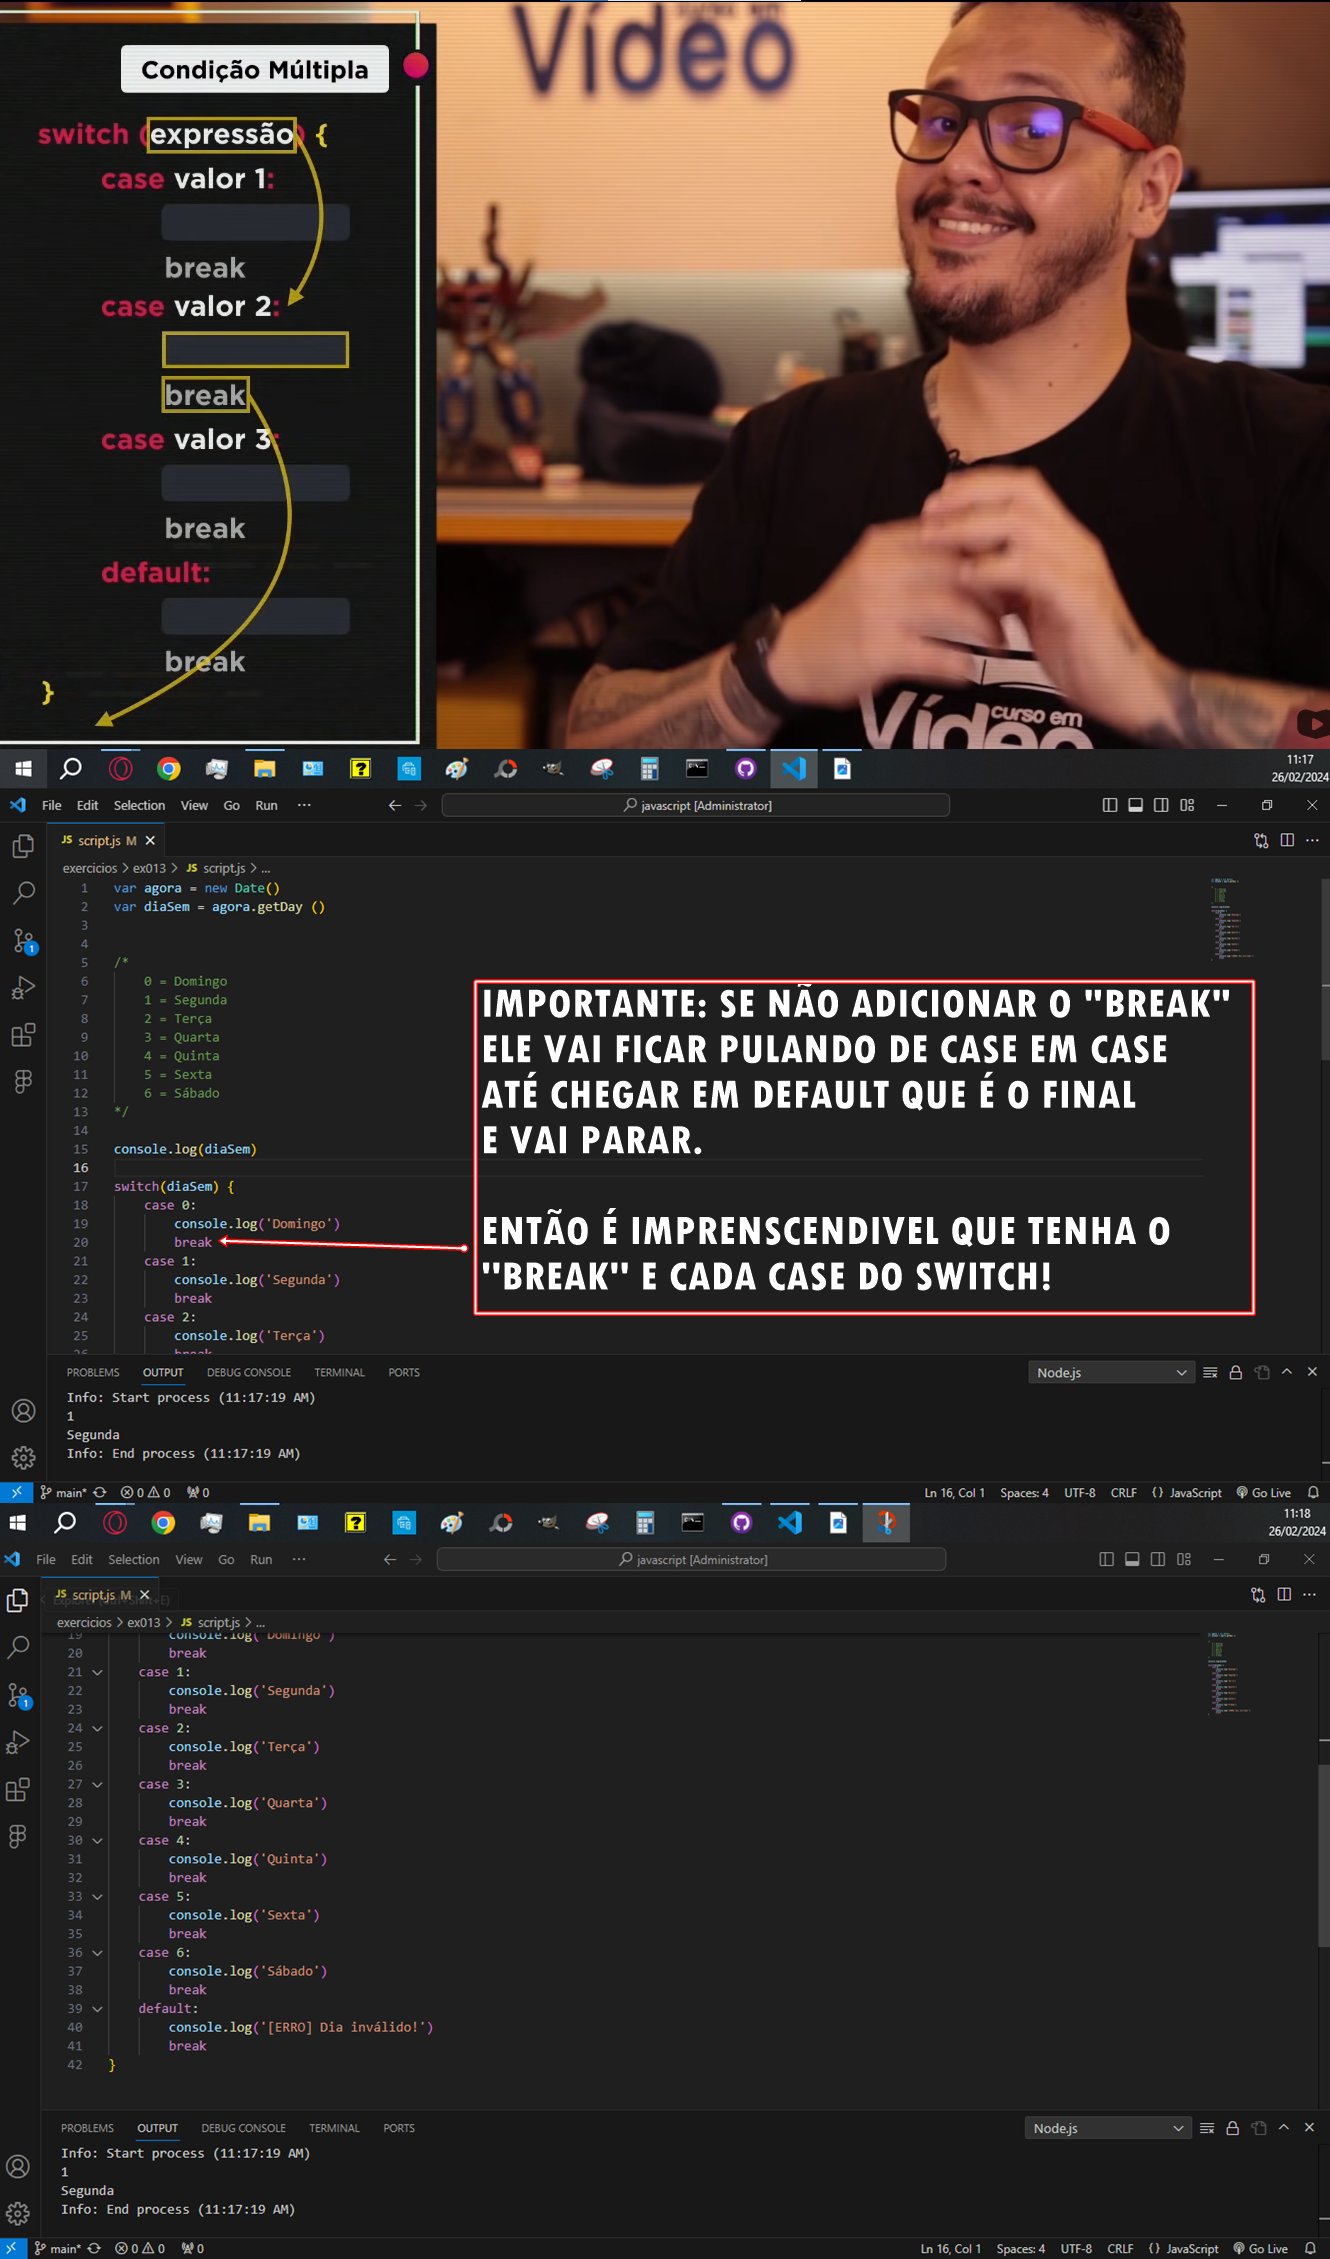 Vídeo
Condição Múltipla
switch (expressão) {
case valor 1:
break
case valor 2:
break
case valor 3:
break
default:
break
}
curso em
Vídeo
11:17
26/02/2024
File Edit Selection View Go Run ···
javascript [Administrator]
JS script.js M
exercicios > ex013 > JS script.js > ...
1 var agora = new Date()
2 var diaSem = agora.getDay ()
3
4
5 /*
6 0 = Domingo
7 1 = Segunda
8 2 = Terça
9 3 = Quarta
10 4 = Quinta
11 5 = Sexta
12 6 = Sábado
13 */
14
15 console.log(diaSem)
16
17 switch(diaSem) {
18 case 0:
19 console.log('Domingo')
20 break
21 case 1:
22 console.log('Segunda')
23 break
24 case 2:
25 console.log('Terça')
26 break
IMPORTANTE: SE NÃO ADICIONAR O "BREAK"
ELE VAI FICAR PULANDO DE CASE EM CASE
ATÉ CHEGAR EM DEFAULT QUE É O FINAL
E VAI PARAR.
ENTÃO É IMPRENSCENDIVEL QUE TENHA O
"BREAK" E CADA CASE DO SWITCH!
PROBLEMS OUTPUT DEBUG CONSOLE TERMINAL PORTS
Node.js
Info: Start process (11:17:19 AM)
1
Segunda
Info: End process (11:17:19 AM)
main* 0 0 0
Ln 16, Col 1 Spaces: 4 UTF-8 CRLF {} JavaScript Go Live
11:18
26/02/2024
File Edit Selection View Go Run ···
javascript [Administrator]
JS script.js M
exercicios > ex013 > JS script.js > ...
19 console.log('Domingo')
20 break
21 case 1:
22 console.log('Segunda')
23 break
24 case 2:
25 console.log('Terça')
26 break
27 case 3:
28 console.log('Quarta')
29 break
30 case 4:
31 console.log('Quinta')
32 break
33 case 5:
34 console.log('Sexta')
35 break
36 case 6:
37 console.log('Sábado')
38 break
39 default:
40 console.log('[ERRO] Dia inválido!')
41 break
42 }
PROBLEMS OUTPUT DEBUG CONSOLE TERMINAL PORTS
Node.js
Info: Start process (11:17:19 AM)
1
Segunda
Info: End process (11:17:19 AM)
main* 0 0 0
Ln 16, Col 1 Spaces: 4 UTF-8 CRLF {} JavaScript Go Live